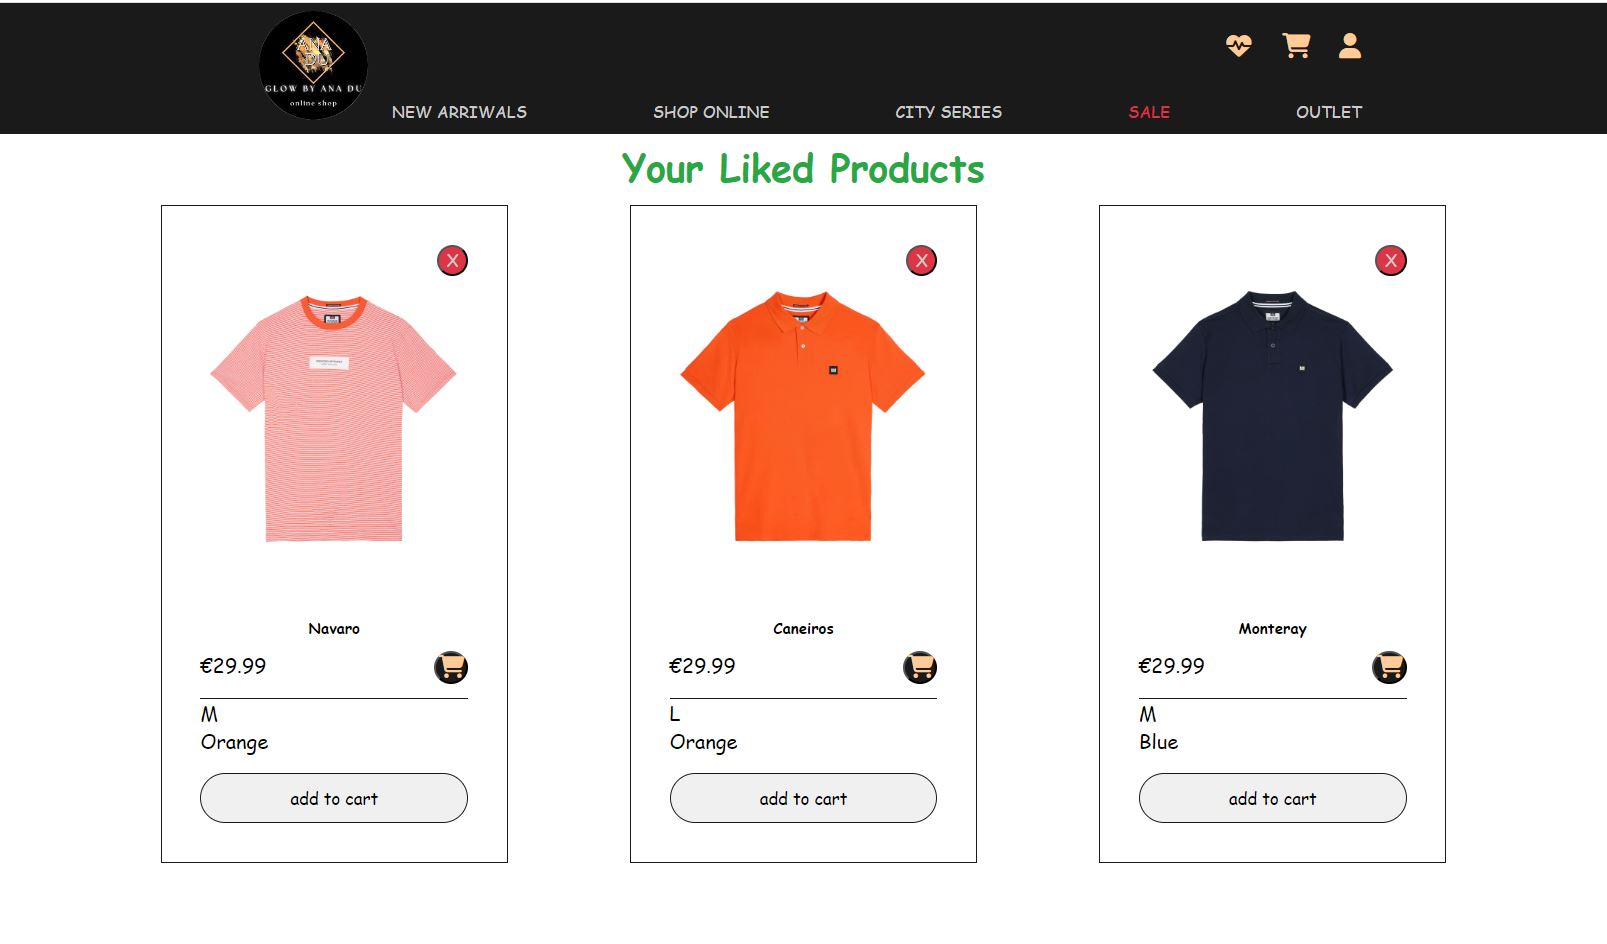 ANA
DU
GLOW BY ANA DU
online shop
NEW ARRIWALS
SHOP ONLINE
CITY SERIES
SALE
OUTLET
Your Liked Products
X
X
X
Navaro
€29.99
M
Orange
add to cart
Caneiros
€29.99
L
Orange
add to cart
Monteray
€29.99
M
Blue
add to cart